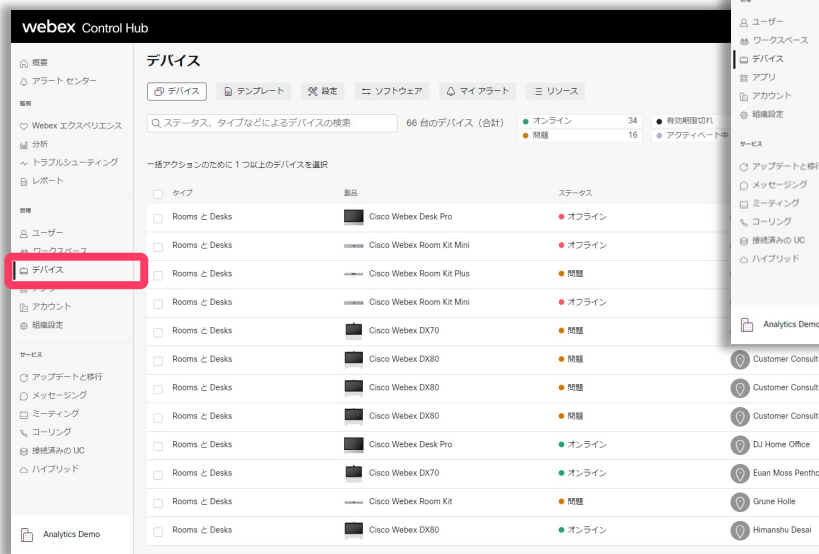 webex Control Hub
概要
アラート センター
監視
Webex エクスペリエンス
分析
トラブルシューティング
レポート
管理
ユーザー
ワークスペース
デバイス
アカウント
組織設定
サービス
アップデートと移行
メッセージング
ミーティング
コーリング
接続済みの UC
ハイブリッド
Analytics Demo
デバイス
デバイス テンプレート 設定 ソフトウェア マイ アラート リソース
ステータス、タイプなどによるデバイスの検索 66 台のデバイス（合計） オンライン 34 有効期限切れ
問題 16 アクティベート中
一括アクションのために 1 つ以上のデバイスを選択
タイプ 製品 ステータス
Rooms と Desks Cisco Webex Desk Pro オフライン
Rooms と Desks Cisco Webex Room Kit Mini オフライン
Rooms と Desks Cisco Webex Room Kit Plus 問題
Rooms と Desks Cisco Webex Room Kit Mini オフライン
Rooms と Desks Cisco Webex DX70 問題
Rooms と Desks Cisco Webex DX80 問題 Customer Consult
Rooms と Desks Cisco Webex DX80 問題 Customer Consult
Rooms と Desks Cisco Webex DX80 問題 Customer Consult
Rooms と Desks Cisco Webex Desk Pro オンライン DJ Home Office
Rooms と Desks Cisco Webex DX70 オンライン Euan Moss Pentho
Rooms と Desks Cisco Webex Room Kit 問題 Grune Holle
Rooms と Desks Cisco Webex DX80 オンライン Himanshu Desai
ユーザー
ワークスペース
デバイス
アプリ
アカウント
組織設定
サービス
アップデートと移行
メッセージング
ミーティング
コーリング
接続済みの UC
ハイブリッド
Analytics Demo